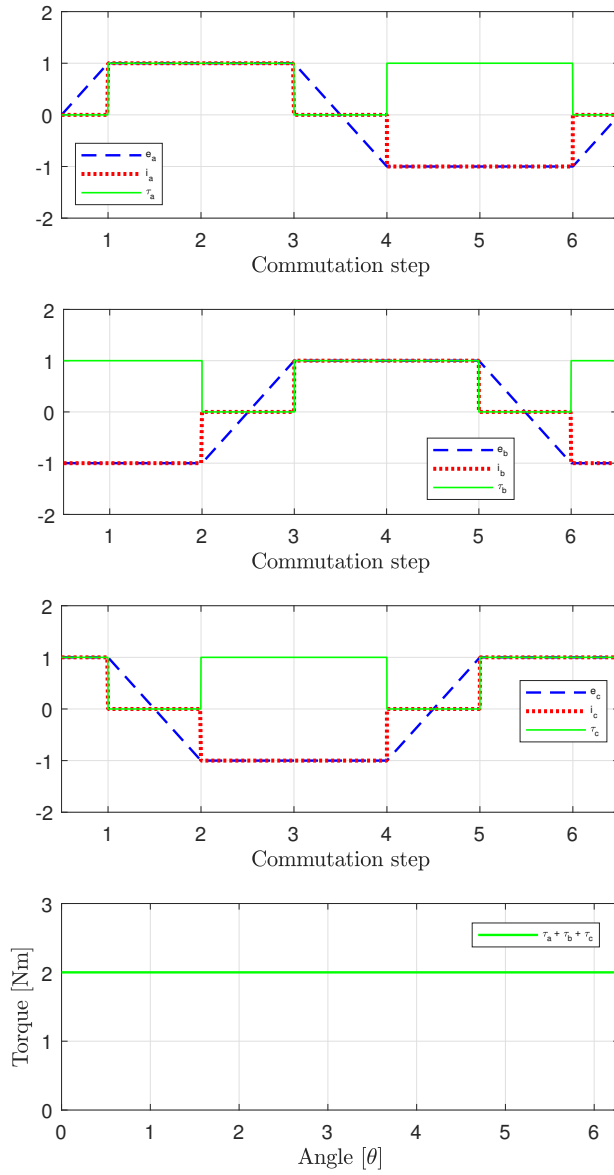 2
1
0
-1
-2
e_a
i_a
τ_a
1 2 3 4 5 6
Commutation step
2
1
0
-1
-2
e_b
i_b
τ_b
1 2 3 4 5 6
Commutation step
2
1
0
-1
-2
e_c
i_c
τ_c
1 2 3 4 5 6
Commutation step
Torque [Nm]
3
2
1
0
τ_a + τ_b + τ_c
0 1 2 3 4 5 6
Angle [θ]